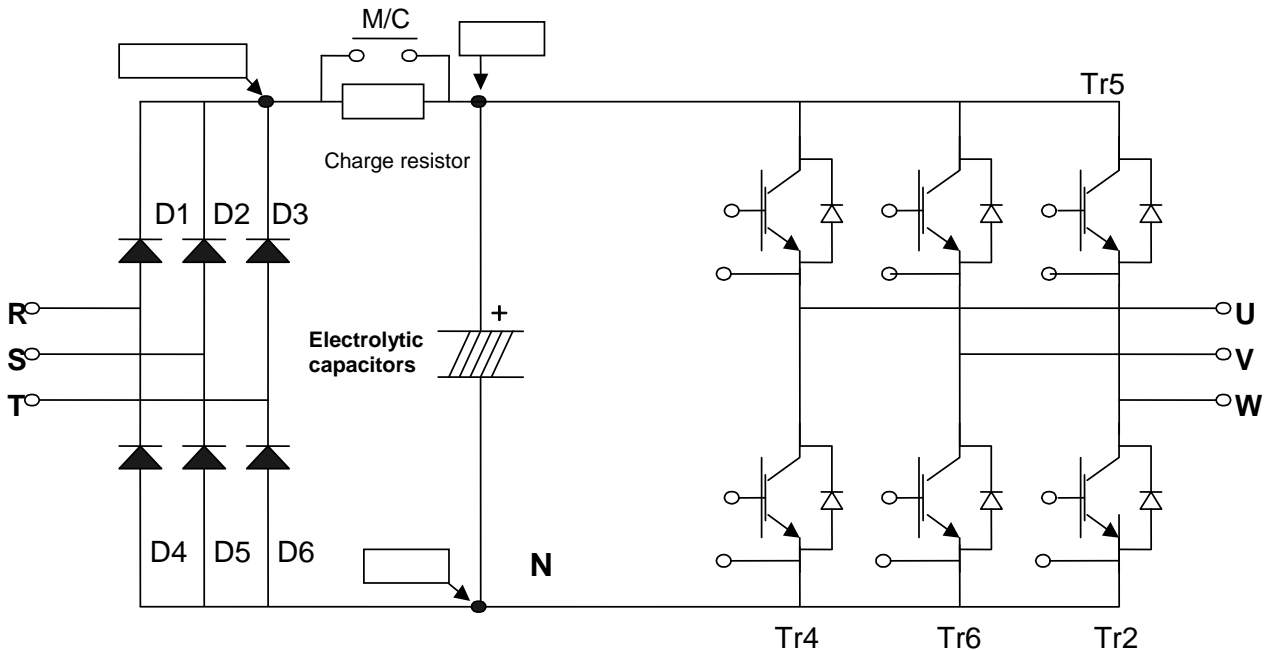 M/C
Tr5
Charge resistor
D1 D2 D3
R
S
T
+
Electrolytic
capacitors
U
V
W
D4 D5 D6
N
Tr4 Tr6 Tr2